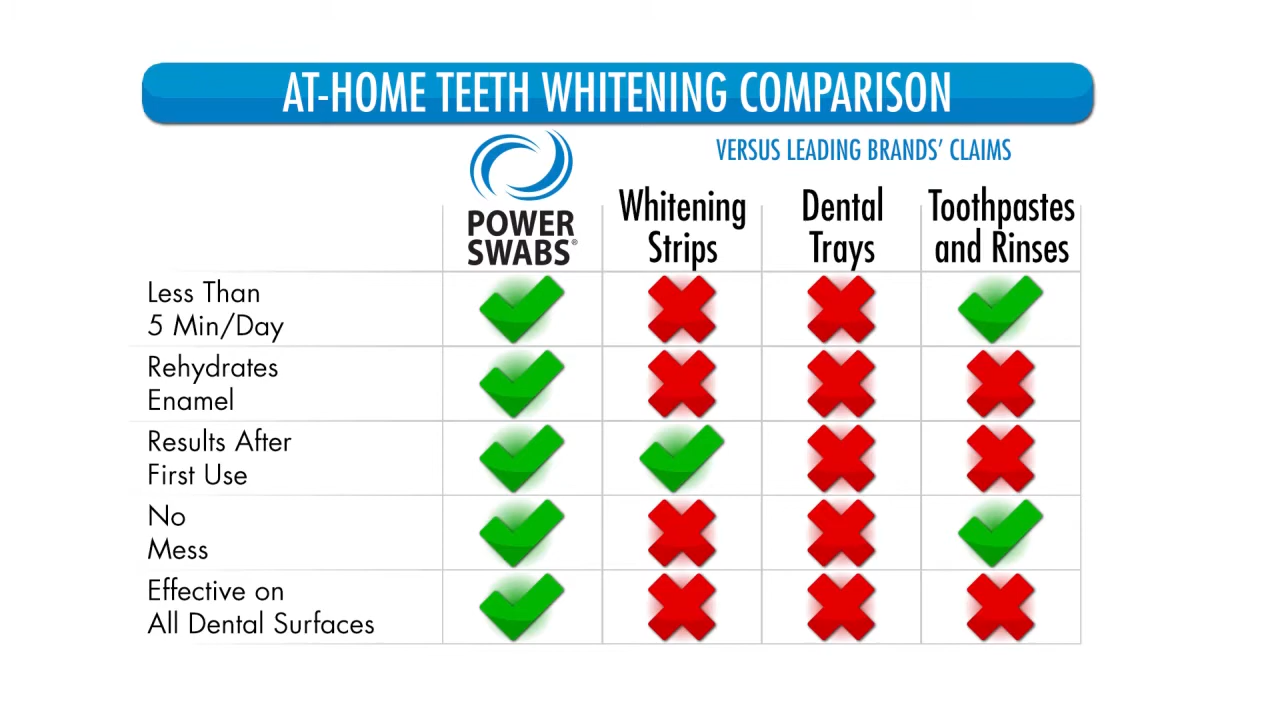 AT-HOME TEETH WHITENING COMPARISON
VERSUS LEADING BRANDS' CLAIMS
POWER
SWABS®
Whitening
Strips
Dental
Trays
Toothpastes
and Rinses
Less Than
5 Min/Day
Rehydrates
Enamel
Results After
First Use
No
Mess
Effective on
All Dental Surfaces